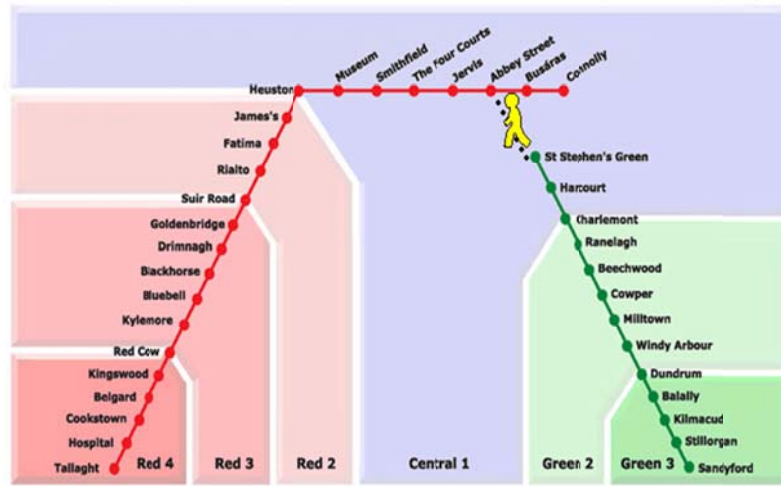 Museum
Smithfield
The Four Courts
Jervis
Abbey Street
Busáras
Connolly
Heuston
James's
Fatima
Rialto
Suir Road
Goldenbridge
Drimnagh
Blackhorse
Bluebell
Kylemore
Red Cow
Kingswood
Belgard
Cookstown
Hospital
Tallaght
St Stephen's Green
Harcourt
Charlemont
Ranelagh
Beechwood
Cowper
Milltown
Windy Arbour
Dundrum
Balally
Kilmacud
Stillorgan
Sandyford
Red 4
Red 3
Red 2
Central 1
Green 2
Green 3